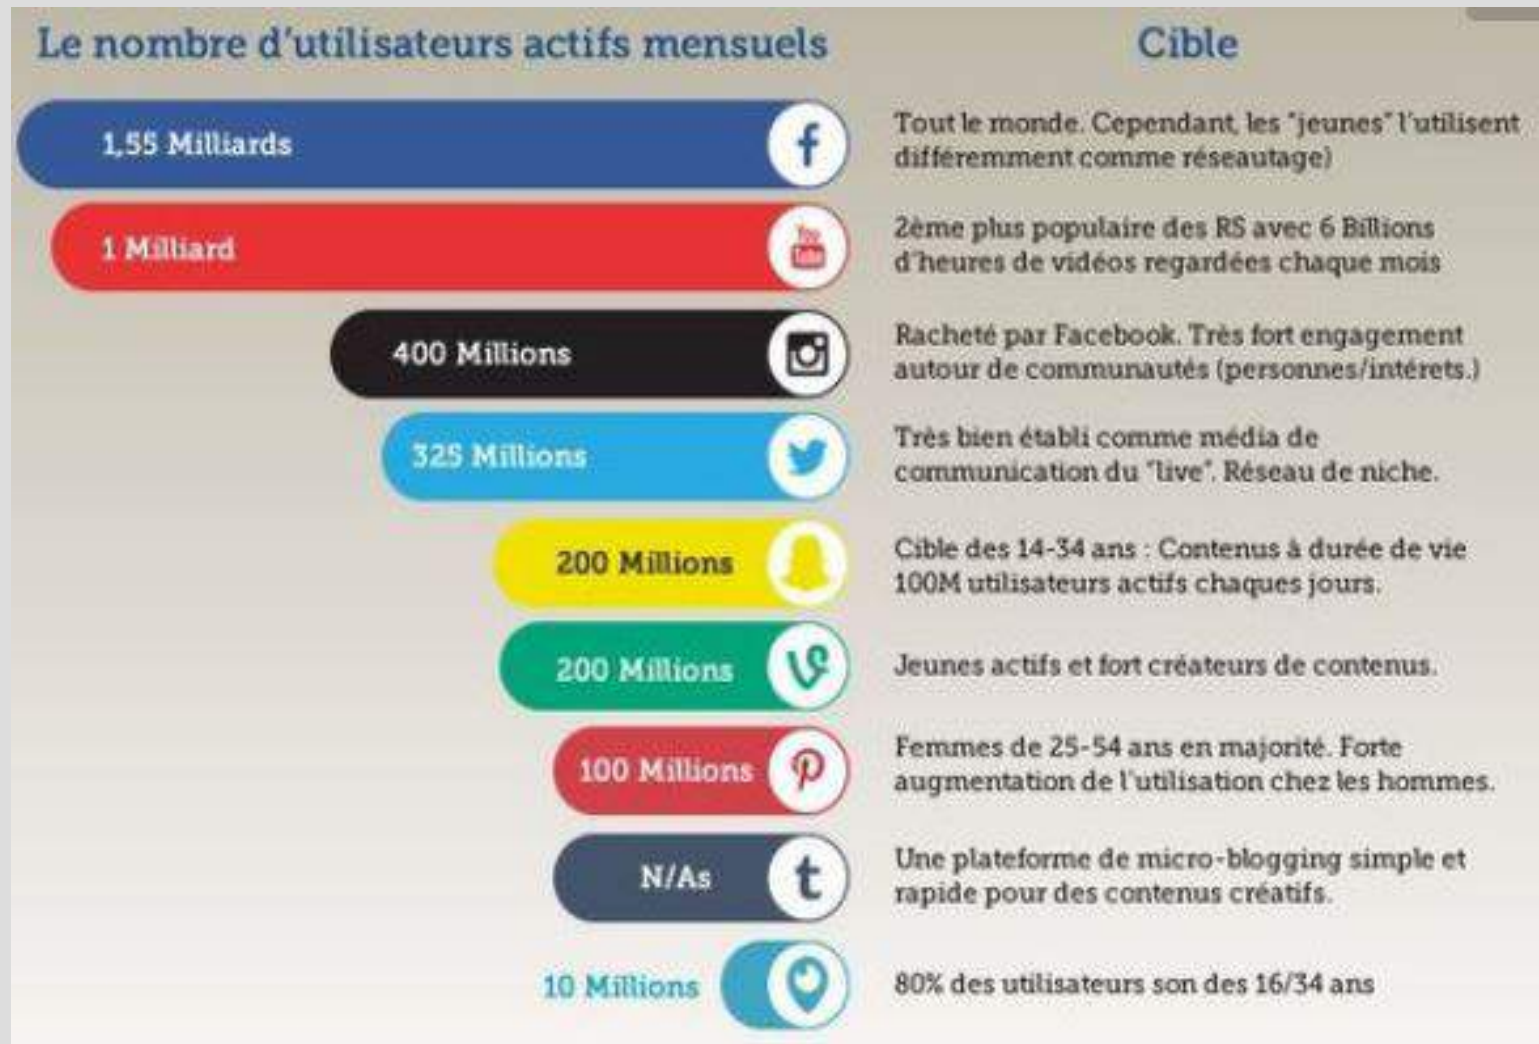 Le nombre d'utilisateurs actifs mensuels
Cible
1,55 Milliards
f
Tout le monde. Cependant, les "jeunes" l'utilisent
différemment comme réseautage)
1 Milliard
You
Tube
2ème plus populaire des RS avec 6 Billions
d'heures de vidéos regardées chaque mois
400 Millions
Racheté par Facebook. Très fort engagement
autour de communautés (personnes/intérets.)
325 Millions
Très bien établi comme média de
communication du "live". Réseau de niche.
200 Millions
Cible des 14-34 ans : Contenus à durée de vie
100M utilisateurs actifs chaques jours.
200 Millions
Jeunes actifs et fort créateurs de contenus.
100 Millions
Femmes de 25-54 ans en majorité. Forte
augmentation de l'utilisation chez les hommes.
N/As
t
Une plateforme de micro-blogging simple et
rapide pour des contenus créatifs.
10 Millions
80% des utilisateurs son des 16/34 ans